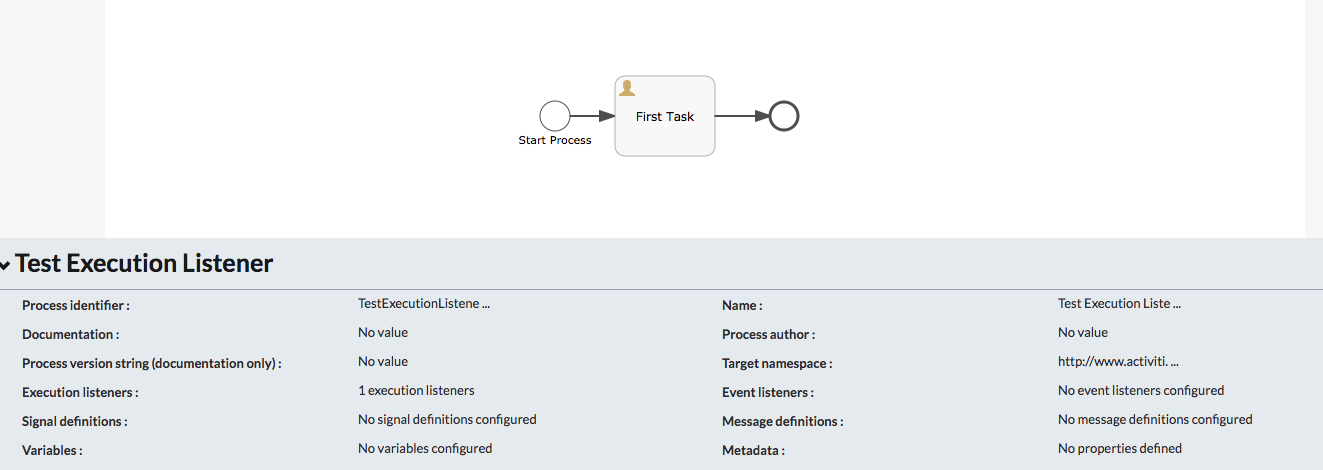 First Task
Start Process
Test Execution Listener
Process identifier : TestExecutionListene ... Name : Test Execution Liste ...
Documentation : No value Process author : No value
Process version string (documentation only) : No value Target namespace : http://www.activiti. ...
Execution listeners : 1 execution listeners Event listeners : No event listeners configured
Signal definitions : No signal definitions configured Message definitions : No message definitions configured
Variables : No variables configured Metadata : No properties defined